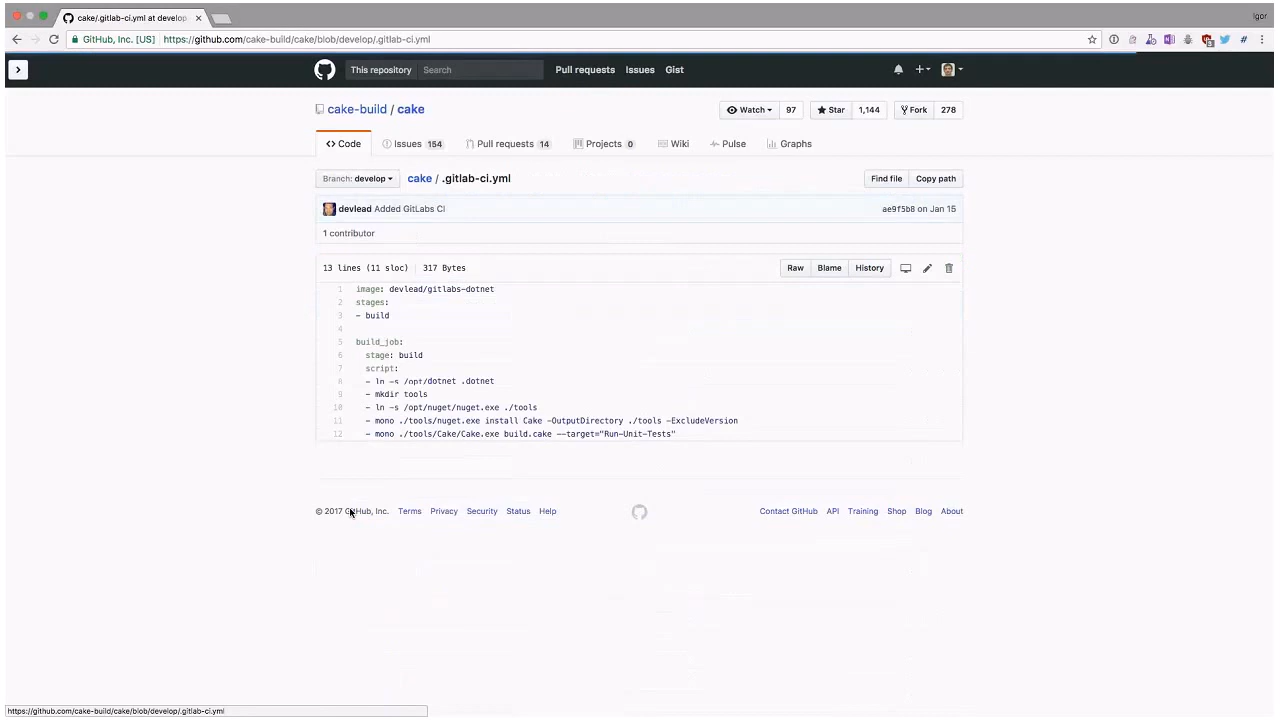 cake/.gitlab-ci.yml at develop
Igor
GitHub, Inc. [US] https://github.com/cake-build/cake/blob/develop/.gitlab-ci.yml
This repository Search Pull requests Issues Gist
cake-build / cake
Watch 97 Star 1,144 Fork 278
Code Issues 154 Pull requests 14 Projects 0 Wiki Pulse Graphs
Branch: develop cake / .gitlab-ci.yml Find file Copy path
devlead Added GitLabs CI ae9f5b8 on Jan 15
1 contributor
13 lines (11 sloc) 317 Bytes Raw Blame History
1 image: devlead/gitlabs-dotnet
2 stages:
3 - build
4
5 build_job:
6 stage: build
7 script:
8 - ln -s /opt/dotnet .dotnet
9 - mkdir tools
10 - ln -s /opt/nuget/nuget.exe ./tools
11 - mono ./tools/nuget.exe install Cake -OutputDirectory ./tools -ExcludeVersion
12 - mono ./tools/Cake/Cake.exe build.cake --target="Run-Unit-Tests"
© 2017 GitHub, Inc. Terms Privacy Security Status Help Contact GitHub API Training Shop Blog About
https://github.com/cake-build/cake/blob/develop/.gitlab-ci.yml